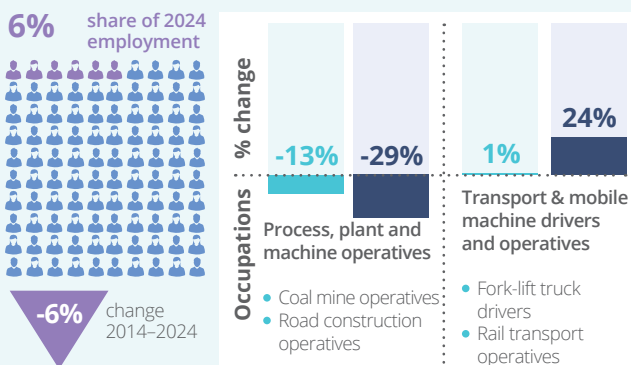 6%
share of 2024
employment
-6%
change
2014–2024
% change
Occupations
-13%
-29%
Process, plant and
machine operatives
• Coal mine operatives
• Road construction
operatives
1%
24%
Transport & mobile
machine drivers
and operatives
• Fork-lift truck
drivers
• Rail transport
operatives